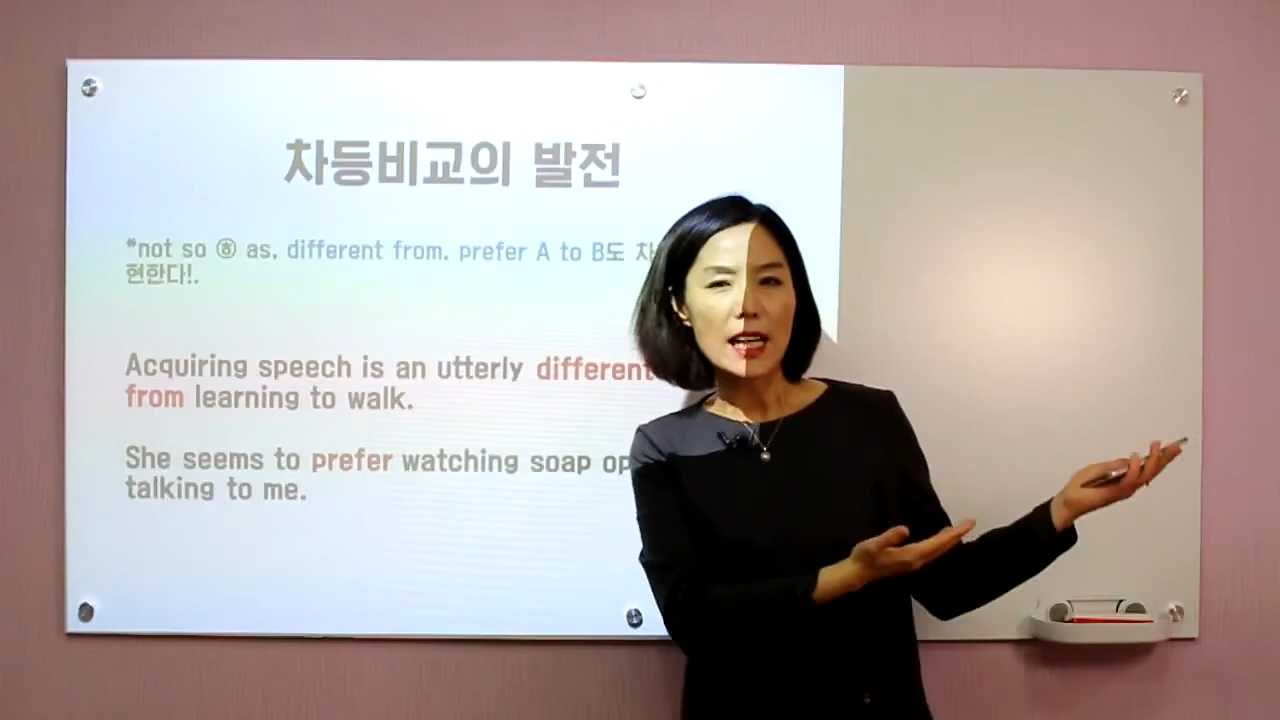 차등비교의 발전
*not so ㉻ as, different from, prefer A to B도
현한다!.
Acquiring speech is an utterly different
from learning to walk.
She seems to prefer watching soap
talking to me.